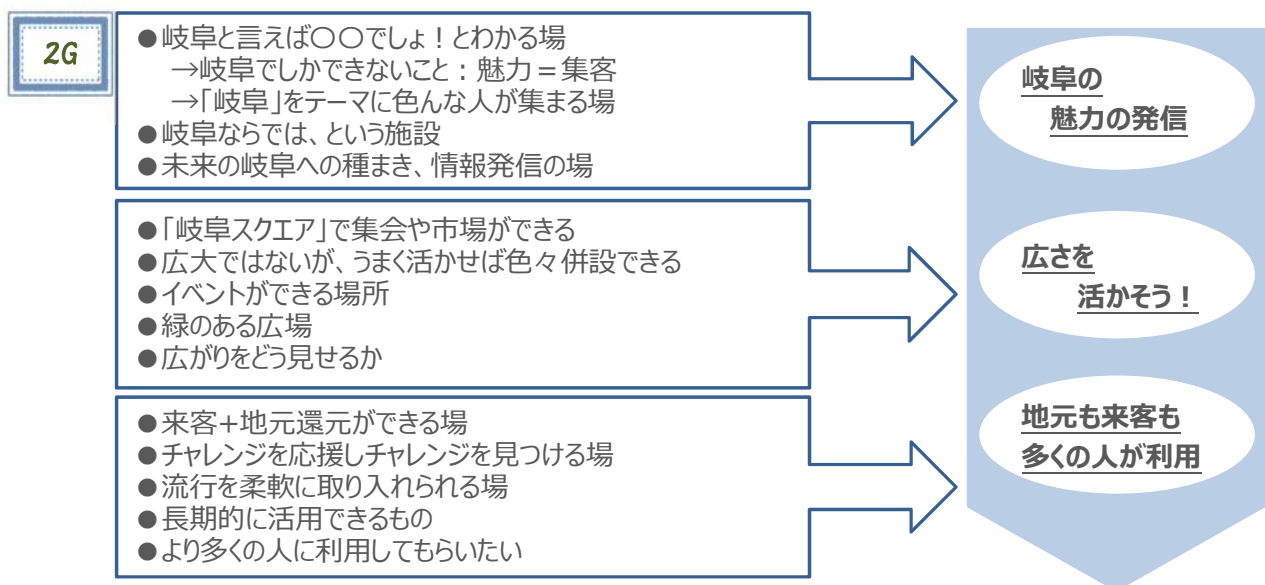 2G
●岐阜と言えば〇〇でしょ！とわかる場
→岐阜でしかできないこと：魅力＝集客
→「岐阜」をテーマに色んな人が集まる場
●岐阜ならでは、という施設
●未来の岐阜への種まき、情報発信の場
岐阜の
魅力の発信
●「岐阜スクエア」で集会や市場ができる
●広大ではないが、うまく活かせば色々併設できる
●イベントができる場所
●緑のある広場
●広がりをどう見せるか
広さを
活かそう！
●来客+地元還元ができる場
●チャレンジを応援しチャレンジを見つける場
●流行を柔軟に取り入れられる場
●長期的に活用できるもの
●より多くの人に利用してもらいたい
地元も来客も
多くの人が利用